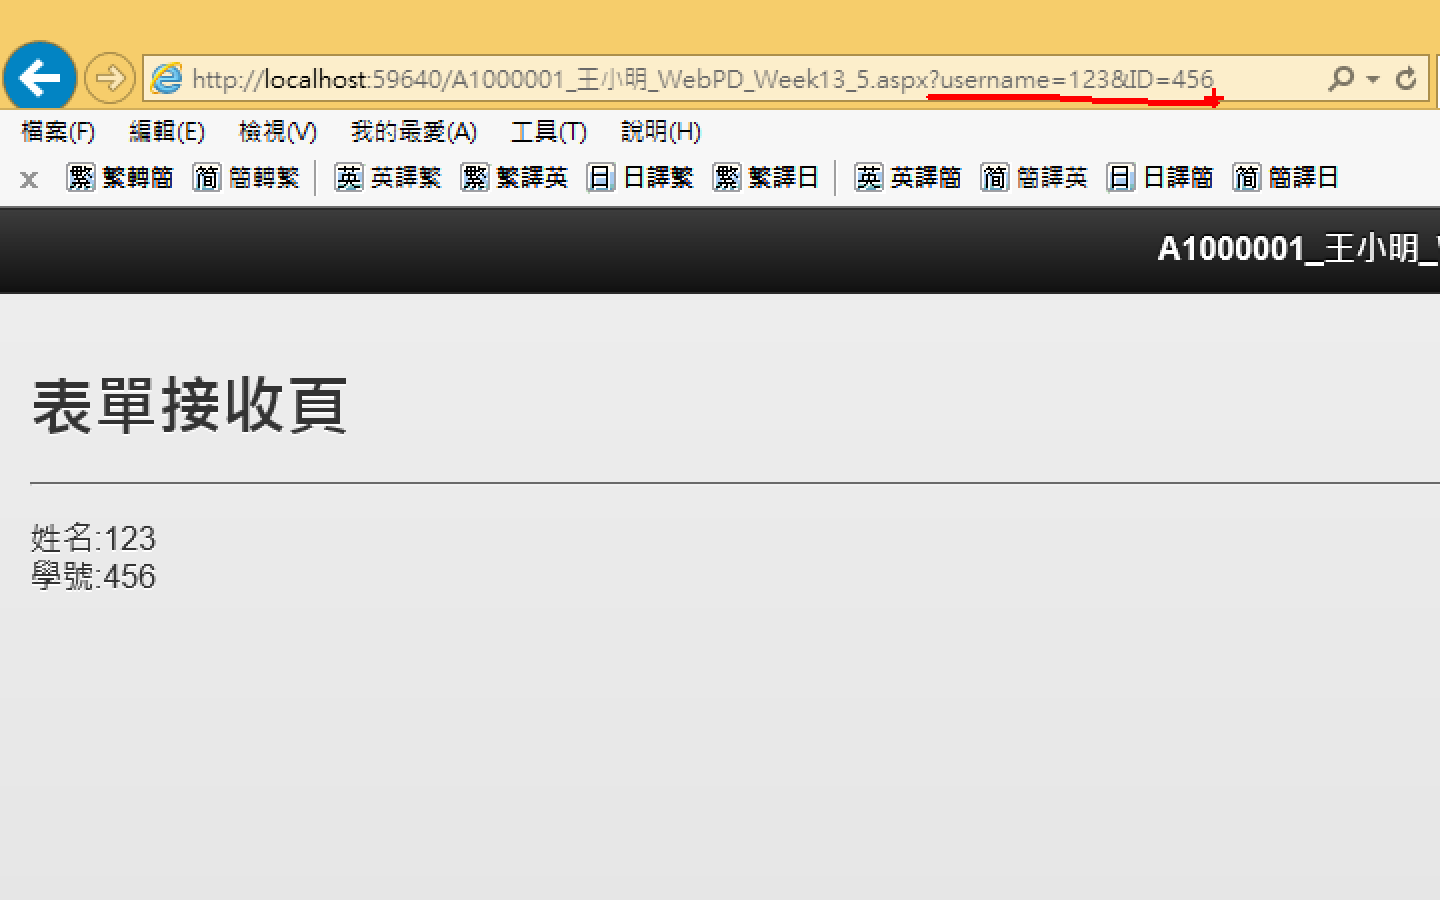 http://localhost:59640/A1000001_王小明_WebPD_Week13_5.aspx?username=123&ID=456
檔案(F) 編輯(E) 檢視(V) 我的最愛(A) 工具(T) 說明(H)
x 繁 繁轉簡 简 簡轉繁 英 英譯繁 繁 繁譯英 日 日譯繁 繁 繁譯日 英 英譯簡 简 簡譯英 日 日譯簡 简 簡譯日
A1000001_王小明_
表單接收頁
姓名:123
學號:456